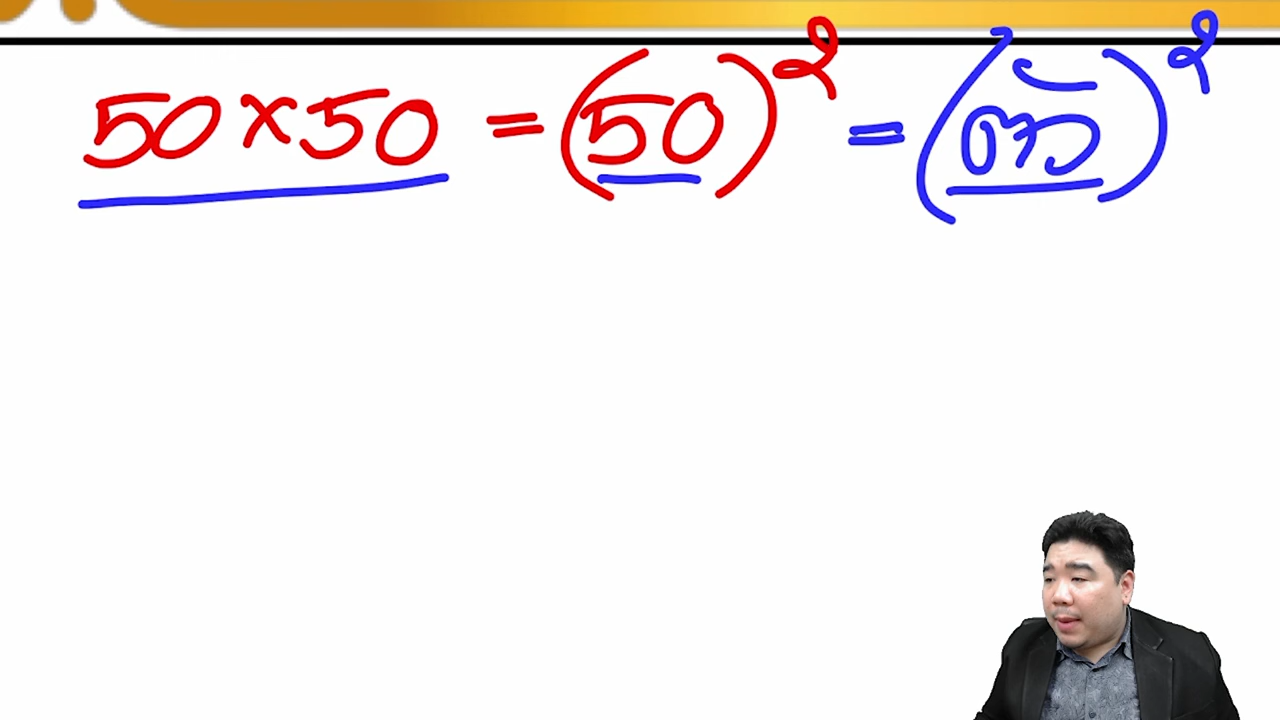 50 × 50 = (50)² = (ตัว)²